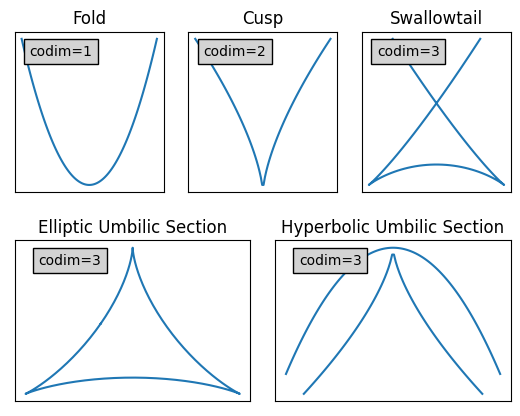 Fold
Cusp
Swallowtail
codim=1
codim=2
codim=3
Elliptic Umbilic Section
Hyperbolic Umbilic Section
codim=3
codim=3